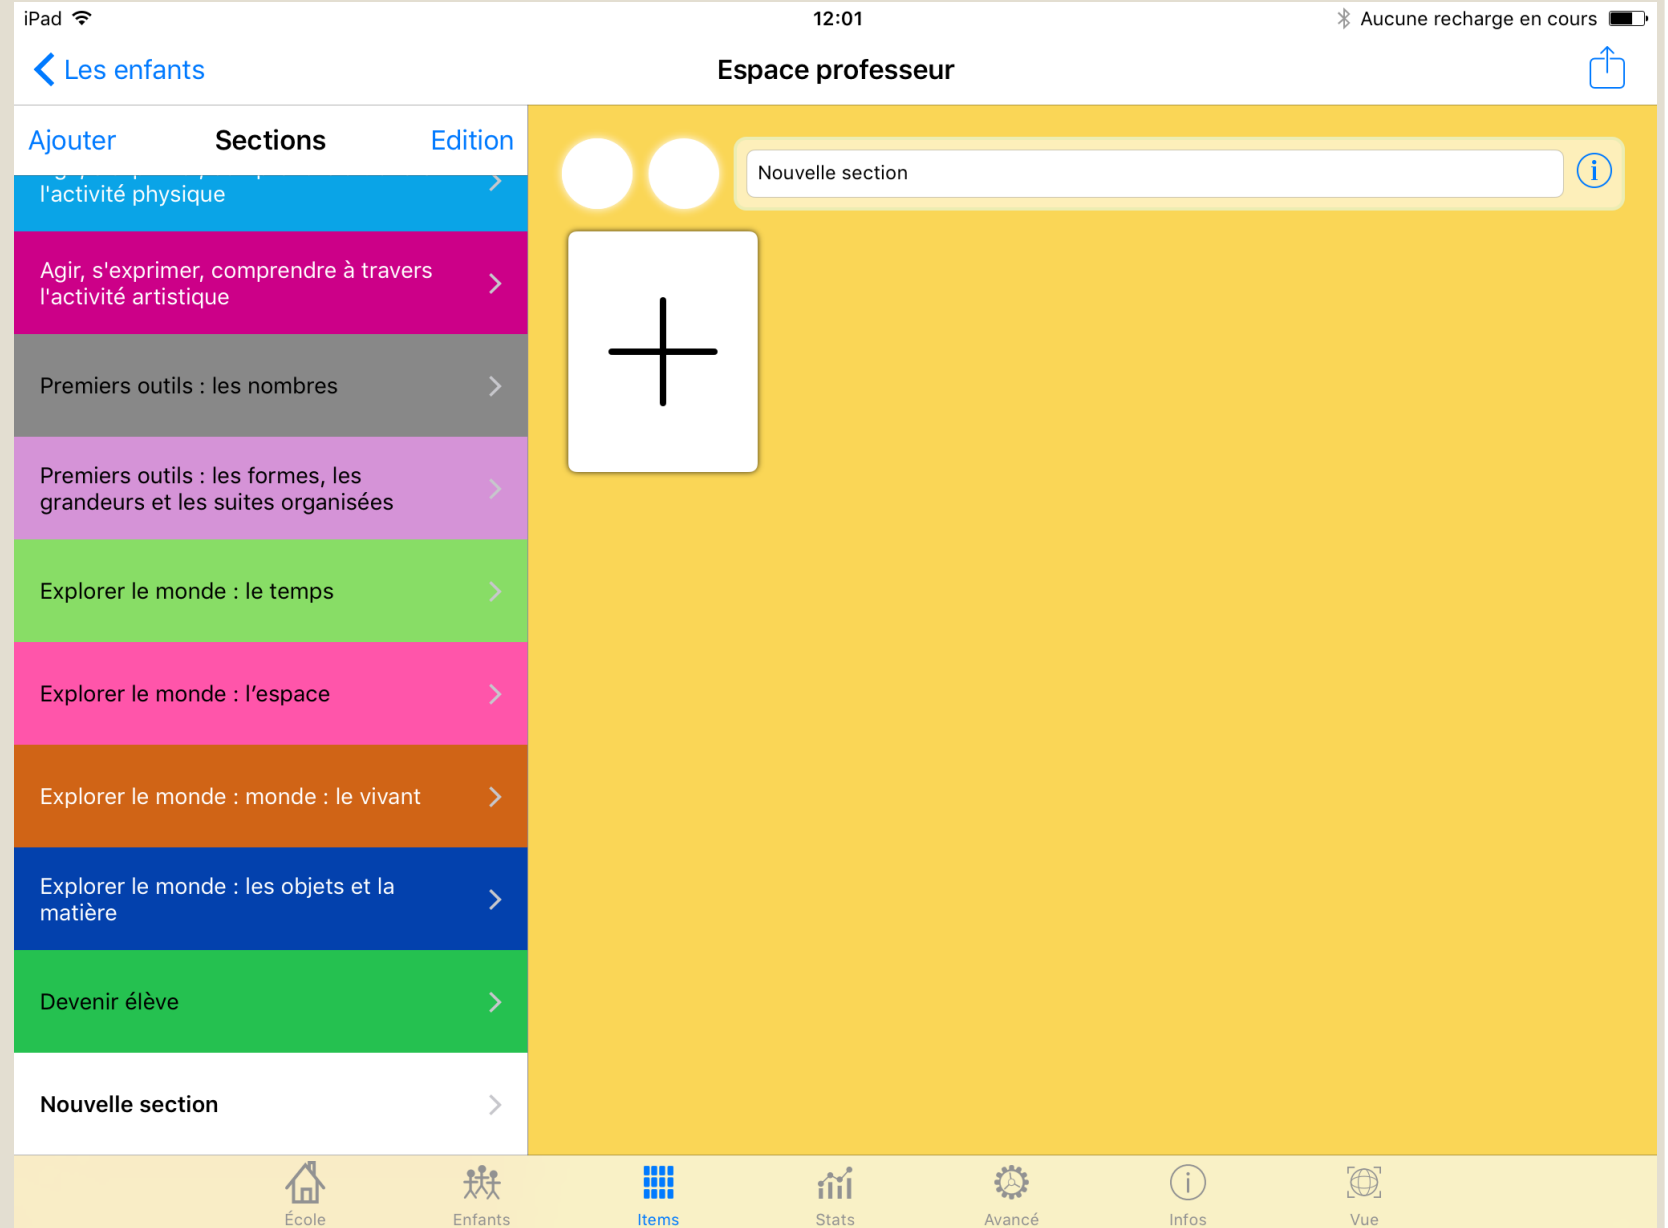 iPad
12:01
Aucune recharge en cours
Les enfants
Espace professeur
Ajouter
Sections
Edition
l'activité physique
Agir, s'exprimer, comprendre à travers
l'activité artistique
Premiers outils : les nombres
Premiers outils : les formes, les
grandeurs et les suites organisées
Explorer le monde : le temps
Explorer le monde : l’espace
Explorer le monde : monde : le vivant
Explorer le monde : les objets et la
matière
Devenir élève
Nouvelle section
Nouvelle section
École
Enfants
Items
Stats
Avancé
Infos
Vue